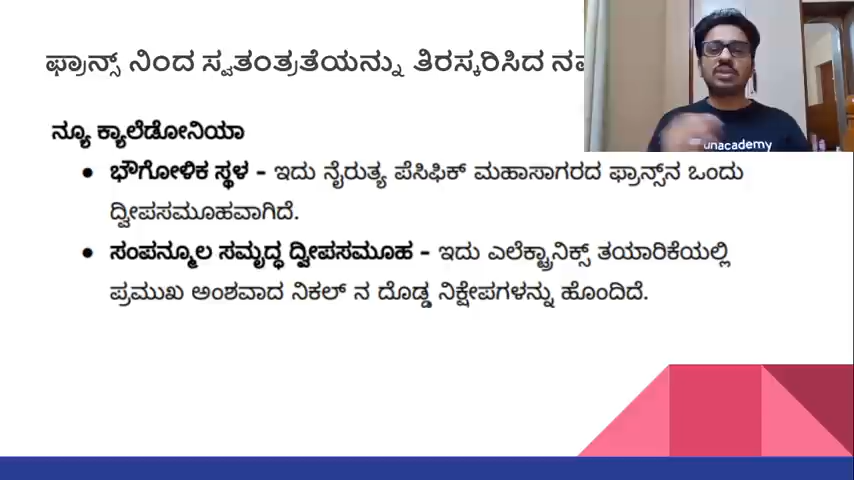 ಫ್ರಾನ್ಸ್ ನಿಂದ ಸ್ವತಂತ್ರತೆಯನ್ನು ತಿರಸ್ಕರಿಸಿದ
unacademy
ನ್ಯೂ ಕ್ಯಾಲೆಡೋನಿಯಾ
● ಭೌಗೋಳಿಕ ಸ್ಥಳ - ಇದು ನೈರುತ್ಯ ಪೆಸಿಫಿಕ್ ಮಹಾಸಾಗರದ ಫ್ರಾನ್ಸ್‌ನ ಒಂದು
ದ್ವೀಪಸಮೂಹವಾಗಿದೆ.
● ಸಂಪನ್ಮೂಲ ಸಮೃದ್ಧ ದ್ವೀಪಸಮೂಹ - ಇದು ಎಲೆಕ್ಟ್ರಾನಿಕ್ಸ್ ತಯಾರಿಕೆಯಲ್ಲಿ
ಪ್ರಮುಖ ಅಂಶವಾದ ನಿಕಲ್ ನ ದೊಡ್ಡ ನಿಕ್ಷೇಪಗಳನ್ನು ಹೊಂದಿದೆ.